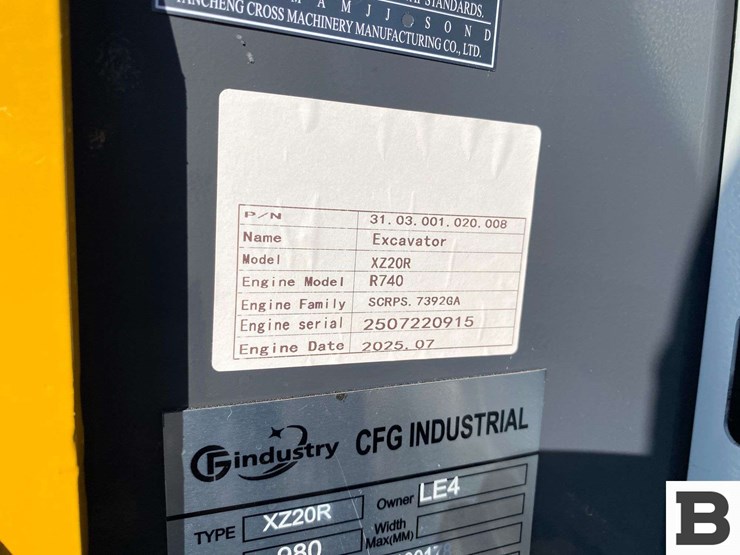 STANDARDS.
M A M J J S O N D
YANCHENG CROSS MACHINERY MANUFACTURING CO., LTD.
P/N 31.03.001.020.008
Name Excavator
Model XZ20R
Engine Model R740
Engine Family SCRPS.7392GA
Engine serial 2507220915
Engine Date 2025.07
CFGindustry CFG INDUSTRIAL
TYPE XZ20R Owner LE4
980 Width Max(MM)
B